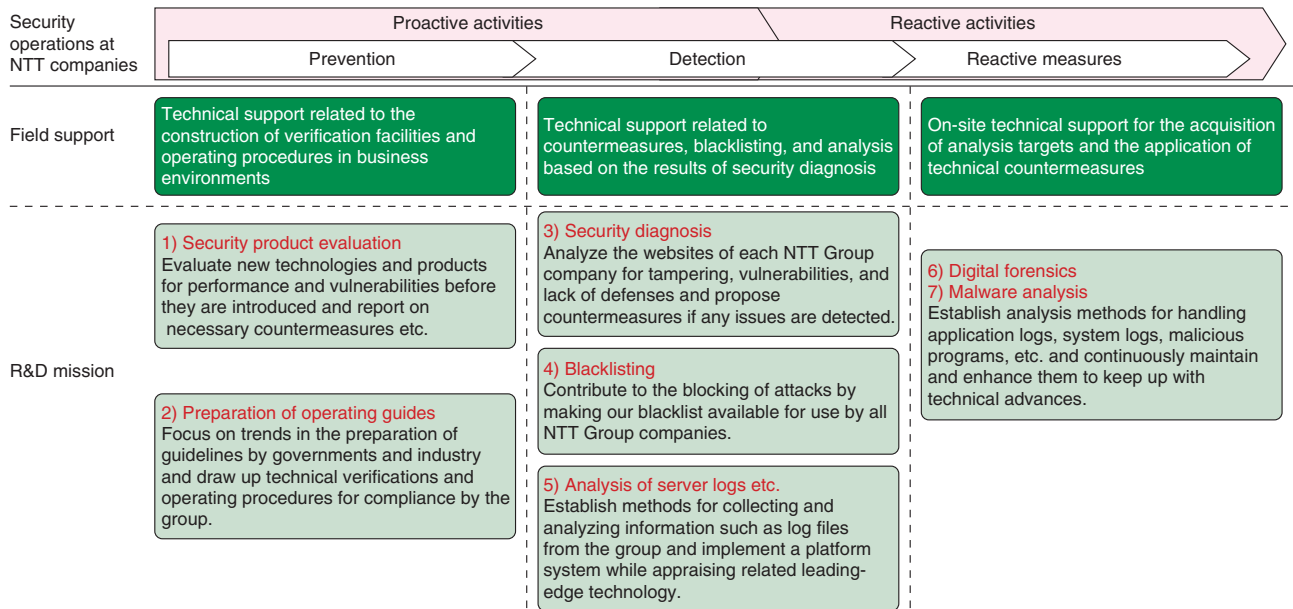 Security
operations at
NTT companies
Proactive activities
Reactive activities
Prevention
Detection
Reactive measures
Field support
Technical support related to the
construction of verification facilities and
operating procedures in business
environments
Technical support related to
countermeasures, blacklisting, and analysis
based on the results of security diagnosis
On-site technical support for the acquisition
of analysis targets and the application of
technical countermeasures
R&D mission
1) Security product evaluation
Evaluate new technologies and products
for performance and vulnerabilities before
they are introduced and report on
necessary countermeasures etc.
2) Preparation of operating guides
Focus on trends in the preparation of
guidelines by governments and industry
and draw up technical verifications and
operating procedures for compliance by the
group.
3) Security diagnosis
Analyze the websites of each NTT Group
company for tampering, vulnerabilities, and
lack of defenses and propose
countermeasures if any issues are detected.
4) Blacklisting
Contribute to the blocking of attacks by
making our blacklist available for use by all
NTT Group companies.
5) Analysis of server logs etc.
Establish methods for collecting and
analyzing information such as log files
from the group and implement a platform
system while appraising related leading-
edge technology.
6) Digital forensics
7) Malware analysis
Establish analysis methods for handling
application logs, system logs, malicious
programs, etc. and continuously maintain
and enhance them to keep up with
technical advances.